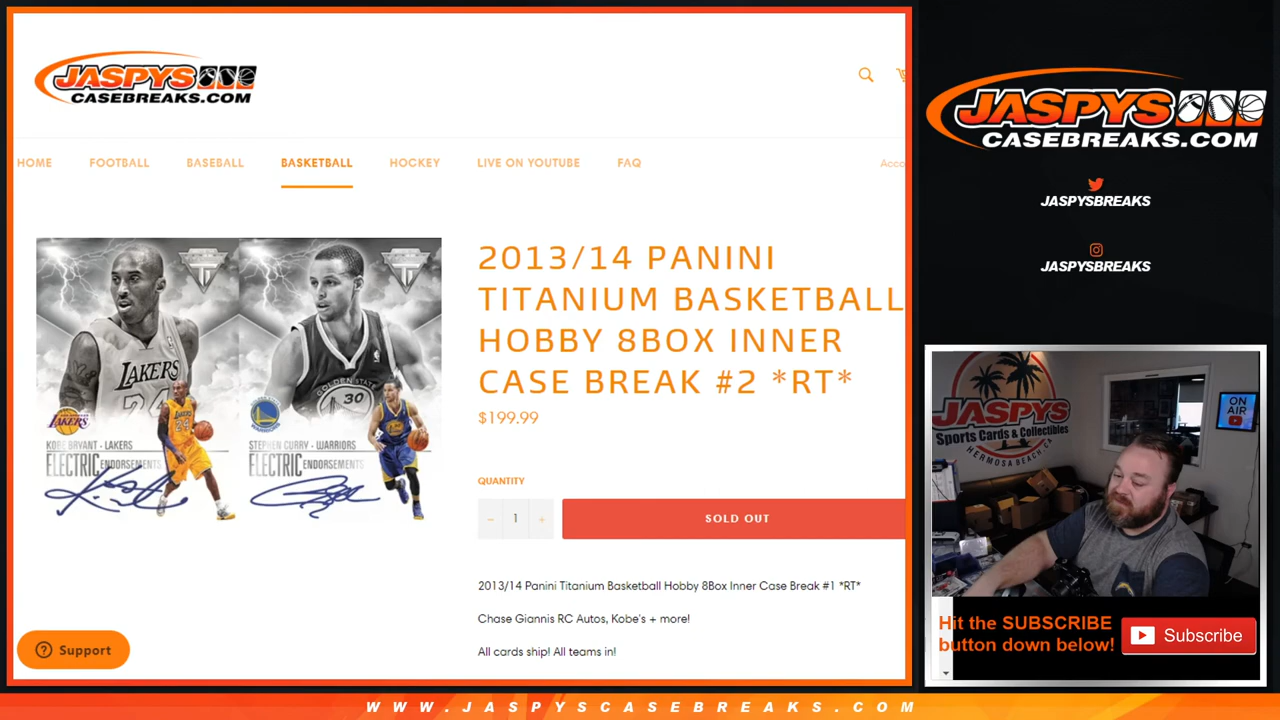 JASPYS
CASEBREAKS.COM
HOME FOOTBALL BASEBALL BASKETBALL HOCKEY LIVE ON YOUTUBE FAQ Acco
LAKERS
24
LAKERS
KOBE BRYANT • LAKERS
ELECTRIC ENDORSEMENTS
GOLDEN STATE
30
STEPHEN CURRY • WARRIORS
ELECTRIC ENDORSEMENTS
2013/14 PANINI
TITANIUM BASKETBALL
HOBBY 8BOX INNER
CASE BREAK #2 *RT*
$199.99
QUANTITY
- 1 +
SOLD OUT
2013/14 Panini Titanium Basketball Hobby 8Box Inner Case Break #1 *RT*
Chase Giannis RC Autos, Kobe's + more!
All cards ship! All teams in!
Support
JASPYS
CASEBREAKS.COM
JASPYSBREAKS
JASPYSBREAKS
JASPYS
Sports Cards & Collectibles
HERMOSA BEACH, CA
ON
AIR
Hit the SUBSCRIBE
button down below!
Subscribe
WWW.JASPYSCASEBREAKS.COM